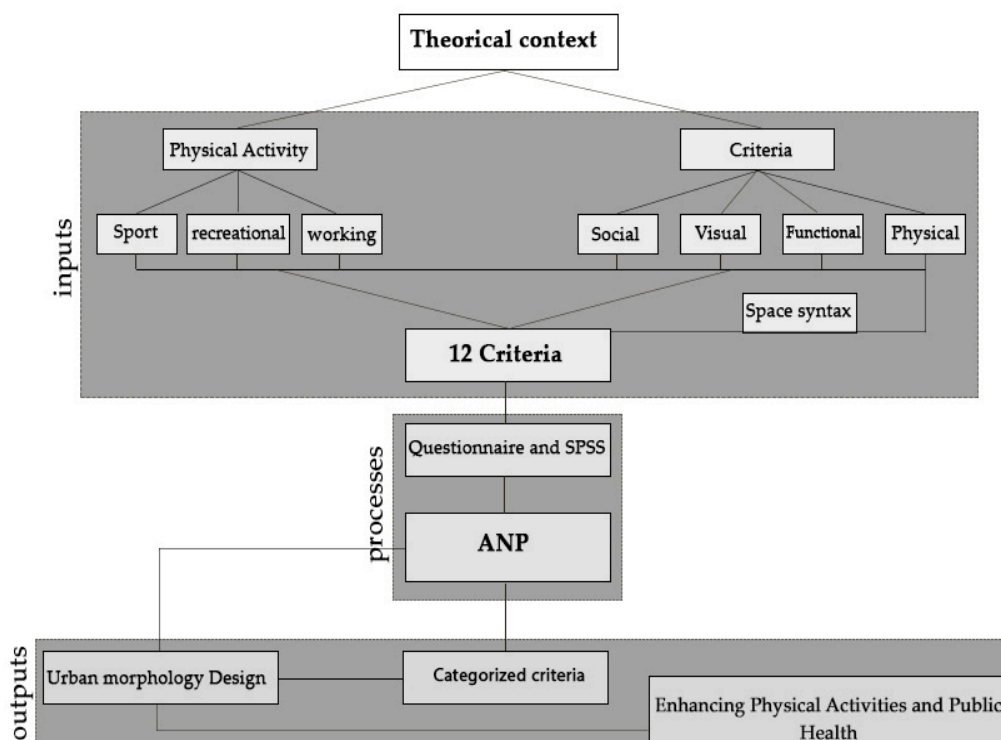 Theorical context
inputs
Physical Activity
Criteria
Sport
recreational
working
Social
Visual
Functional
Physical
Space syntax
12 Criteria
processes
Questionnaire and SPSS
ANP
outputs
Urban morphology Design
Categorized criteria
Enhancing Physical Activities and Public
Health